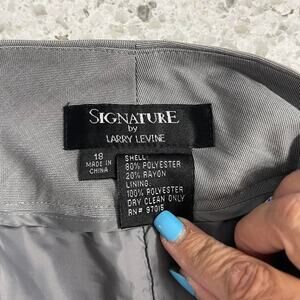 SIGNATURE
by
LARRY LEVINE
18
MADE IN
CHINA
SHELL:
80% POLYESTER
20% RAYON
LINING:
100% POLYESTER
DRY CLEAN ONLY
RN# 97015